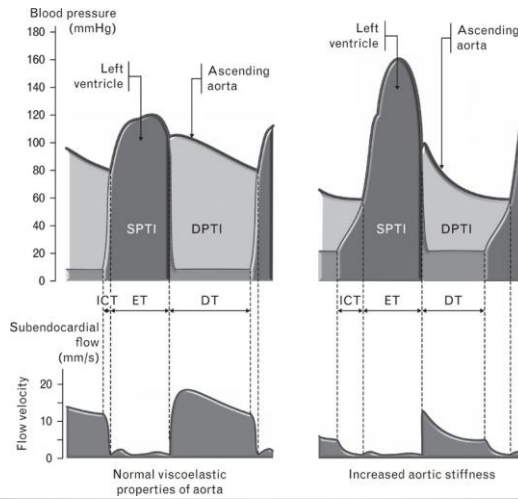 Blood pressure
(mmHg)
180
160
140
120
100
80
60
40
20
0
Left
ventricle
Ascending
aorta
SPTI
DPTI
Left
ventricle
Ascending
aorta
SPTI
DPTI
ICT
ET
DT
ICT
ET
DT
Subendocardial
flow
(mm/s)
Flow velocity
20
10
0
Normal viscoelastic
properties of aorta
Increased aortic stiffness